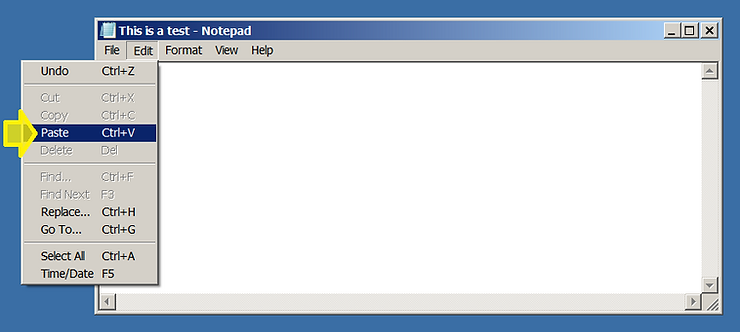 This is a test - Notepad
File Edit Format View Help
Undo Ctrl+Z
Cut Ctrl+X
Copy Ctrl+C
Paste Ctrl+V
Delete Del
Find... Ctrl+F
Find Next F3
Replace... Ctrl+H
Go To... Ctrl+G
Select All Ctrl+A
Time/Date F5